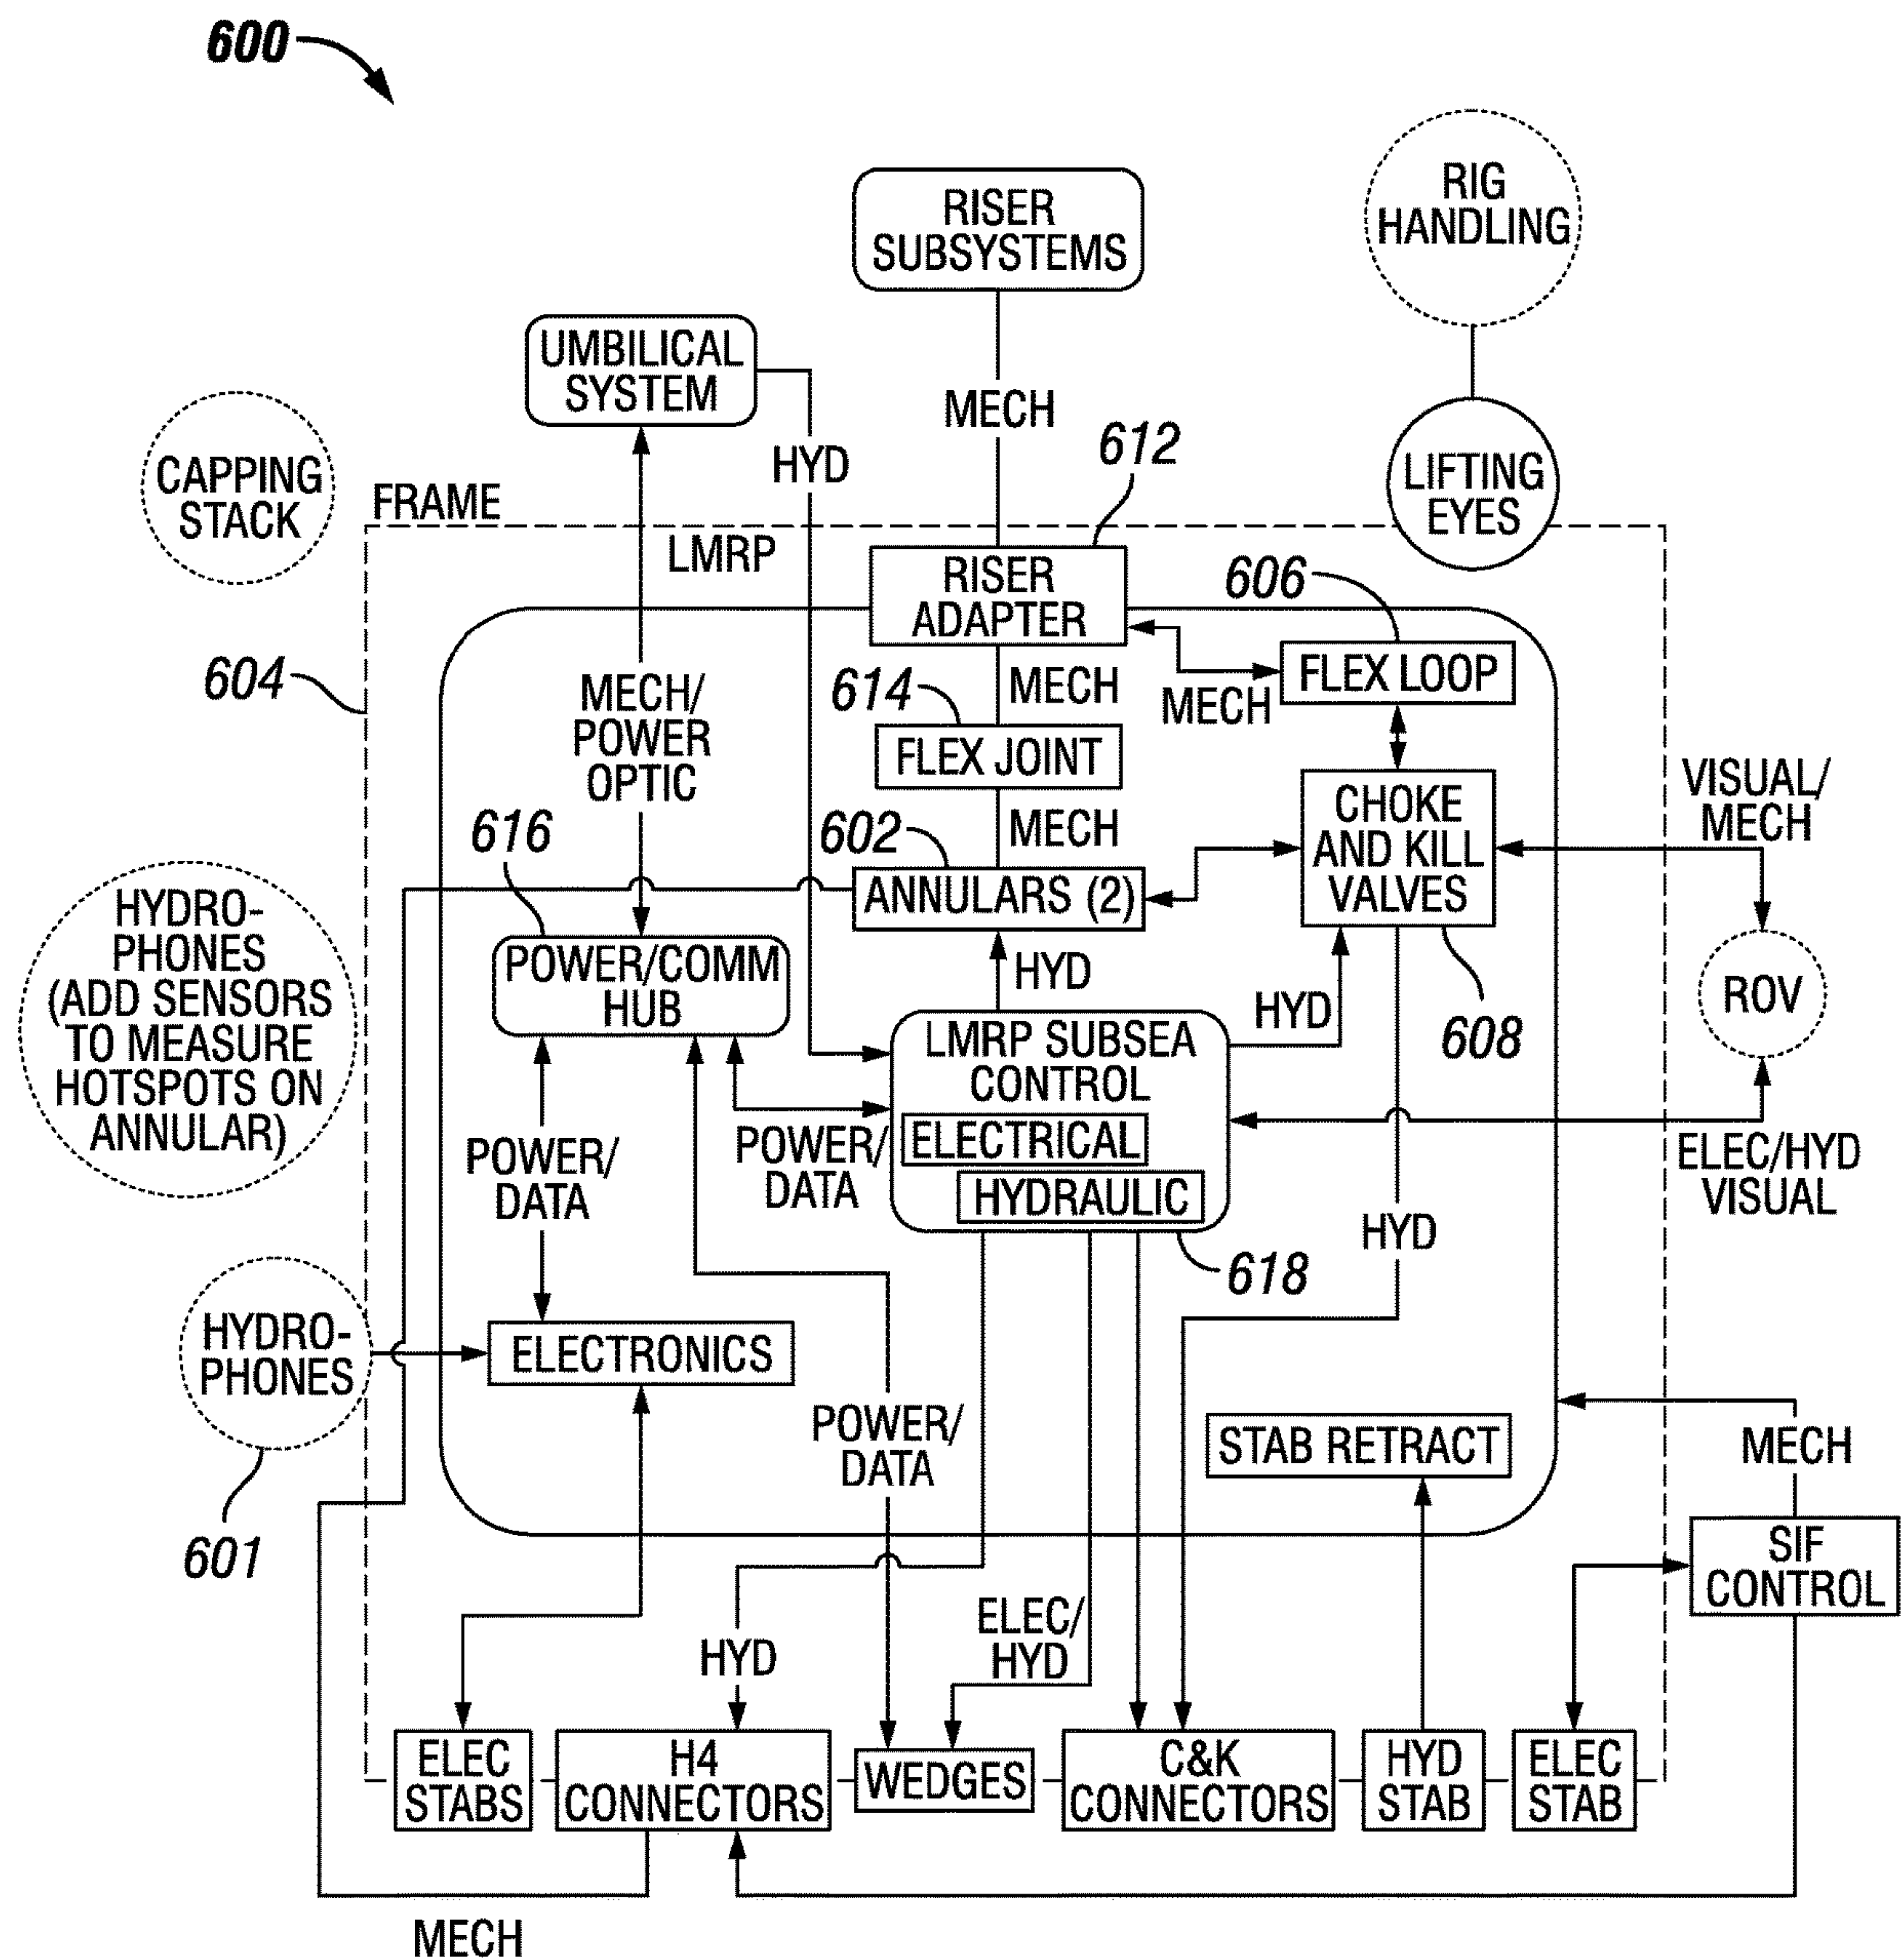 600
RISER
SUBSYSTEMS
RIG
HANDLING
UMBILICAL
SYSTEM
HYD
MECH
612
CAPPING
STACK
LIFTING
EYES
FRAME
LMRP
RISER
ADAPTER
606
604
MECH/
POWER
OPTIC
614
MECH
MECH
FLEX LOOP
FLEX JOINT
VISUAL/
MECH
616
602
MECH
CHOKE
AND KILL
VALVES
HYDRO-
PHONES
(ADD SENSORS
TO MEASURE
HOTSPOTS ON
ANNULAR)
ANNULARS (2)
POWER/COMM
HUB
HYD
HYD
608
ROV
LMRP SUBSEA
CONTROL
ELECTRICAL
HYDRAULIC
POWER/
DATA
POWER/
DATA
ELEC/HYD
VISUAL
HYD
618
HYDRO-
PHONES
ELECTRONICS
601
POWER/
DATA
STAB RETRACT
MECH
SIF
CONTROL
HYD
ELEC/
HYD
ELEC
STABS
H4
CONNECTORS
WEDGES
C&K
CONNECTORS
HYD
STAB
ELEC
STAB
MECH